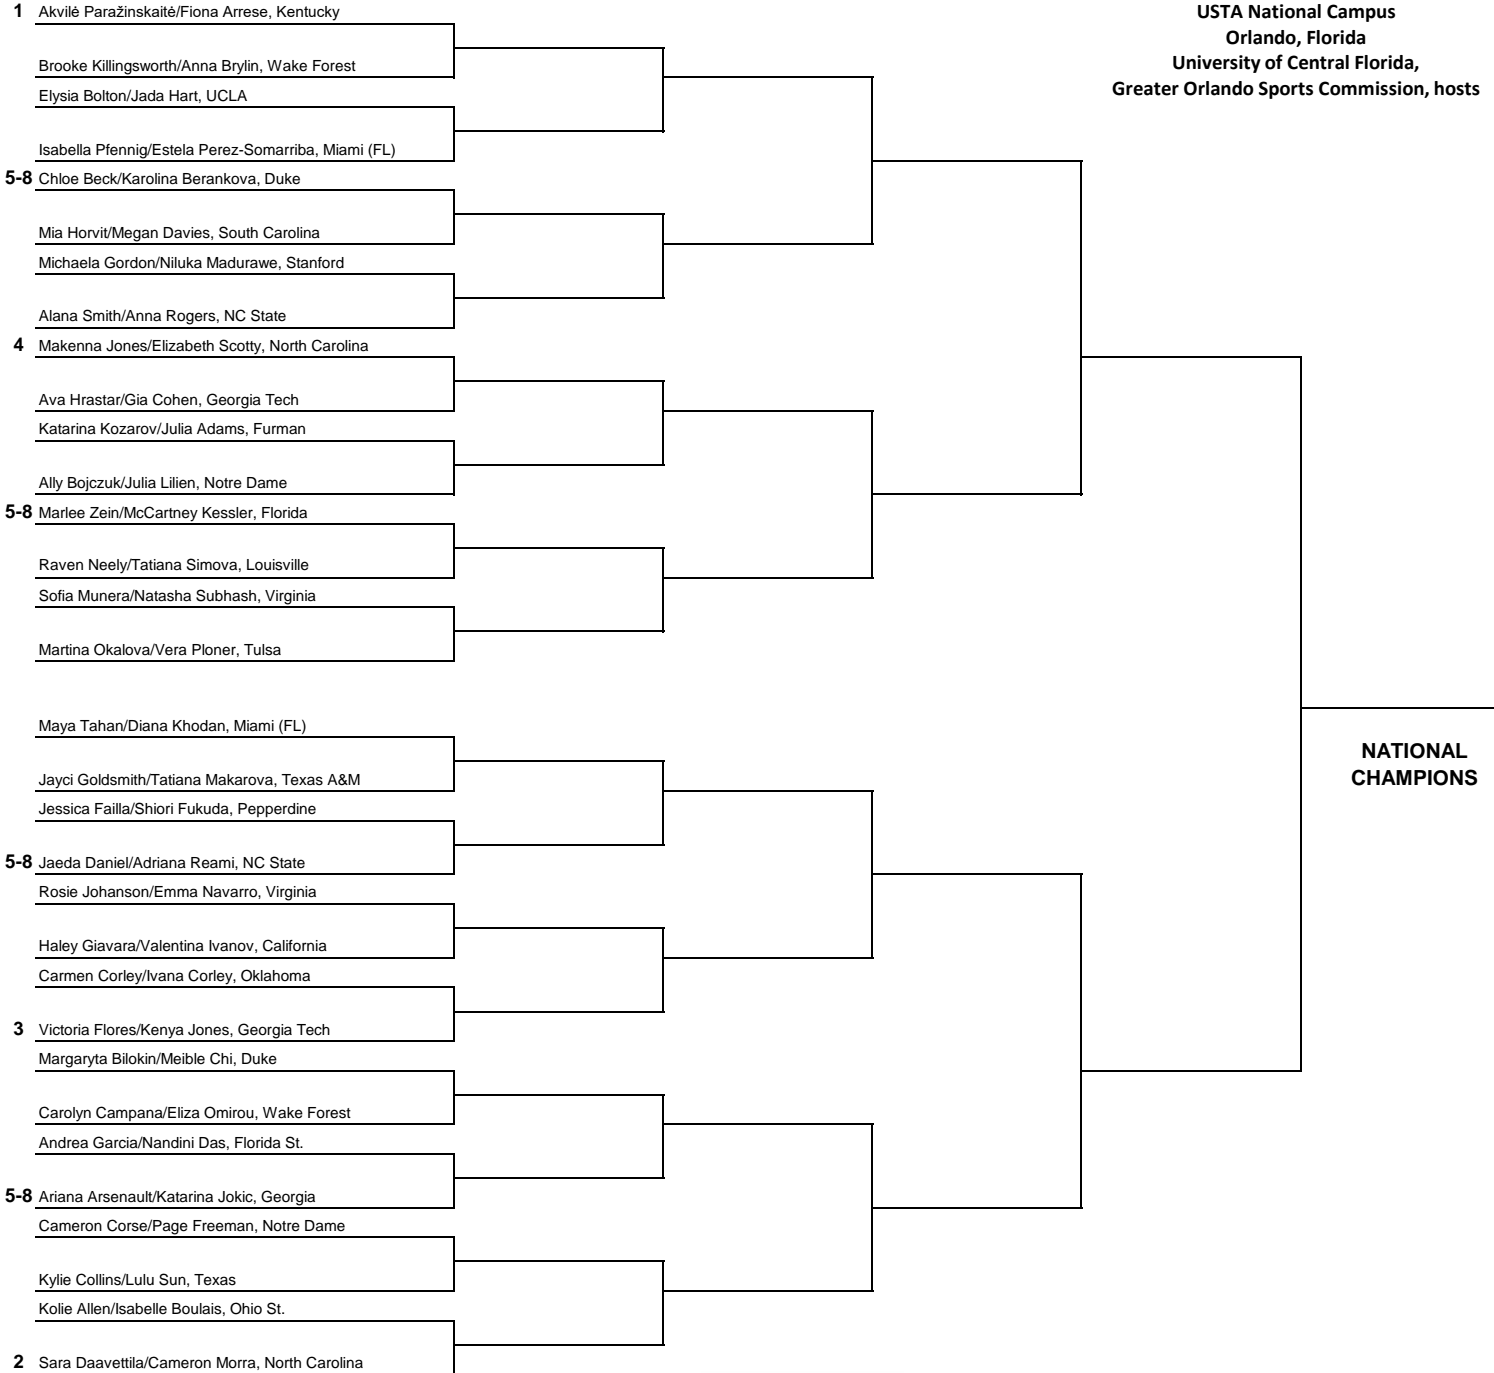 USTA National Campus
Orlando, Florida
University of Central Florida,
Greater Orlando Sports Commission, hosts
1 Akvilė Paražinskaitė/Fiona Arrese, Kentucky
Brooke Killingsworth/Anna Brylin, Wake Forest
Elysia Bolton/Jada Hart, UCLA
Isabella Pfennig/Estela Perez-Somarriba, Miami (FL)
5-8 Chloe Beck/Karolina Berankova, Duke
Mia Horvit/Megan Davies, South Carolina
Michaela Gordon/Niluka Madurawe, Stanford
Alana Smith/Anna Rogers, NC State
4 Makenna Jones/Elizabeth Scotty, North Carolina
Ava Hrastar/Gia Cohen, Georgia Tech
Katarina Kozarov/Julia Adams, Furman
Ally Bojczuk/Julia Lilien, Notre Dame
5-8 Marlee Zein/McCartney Kessler, Florida
Raven Neely/Tatiana Simova, Louisville
Sofia Munera/Natasha Subhash, Virginia
Martina Okalova/Vera Ploner, Tulsa
Maya Tahan/Diana Khodan, Miami (FL)
Jayci Goldsmith/Tatiana Makarova, Texas A&M
Jessica Failla/Shiori Fukuda, Pepperdine
5-8 Jaeda Daniel/Adriana Reami, NC State
Rosie Johanson/Emma Navarro, Virginia
Haley Giavara/Valentina Ivanov, California
Carmen Corley/Ivana Corley, Oklahoma
3 Victoria Flores/Kenya Jones, Georgia Tech
Margaryta Bilokin/Meible Chi, Duke
Carolyn Campana/Eliza Omirou, Wake Forest
Andrea Garcia/Nandini Das, Florida St.
5-8 Ariana Arsenault/Katarina Jokic, Georgia
Cameron Corse/Page Freeman, Notre Dame
Kylie Collins/Lulu Sun, Texas
Kolie Allen/Isabelle Boulais, Ohio St.
2 Sara Daavettila/Cameron Morra, North Carolina
NATIONAL
CHAMPIONS